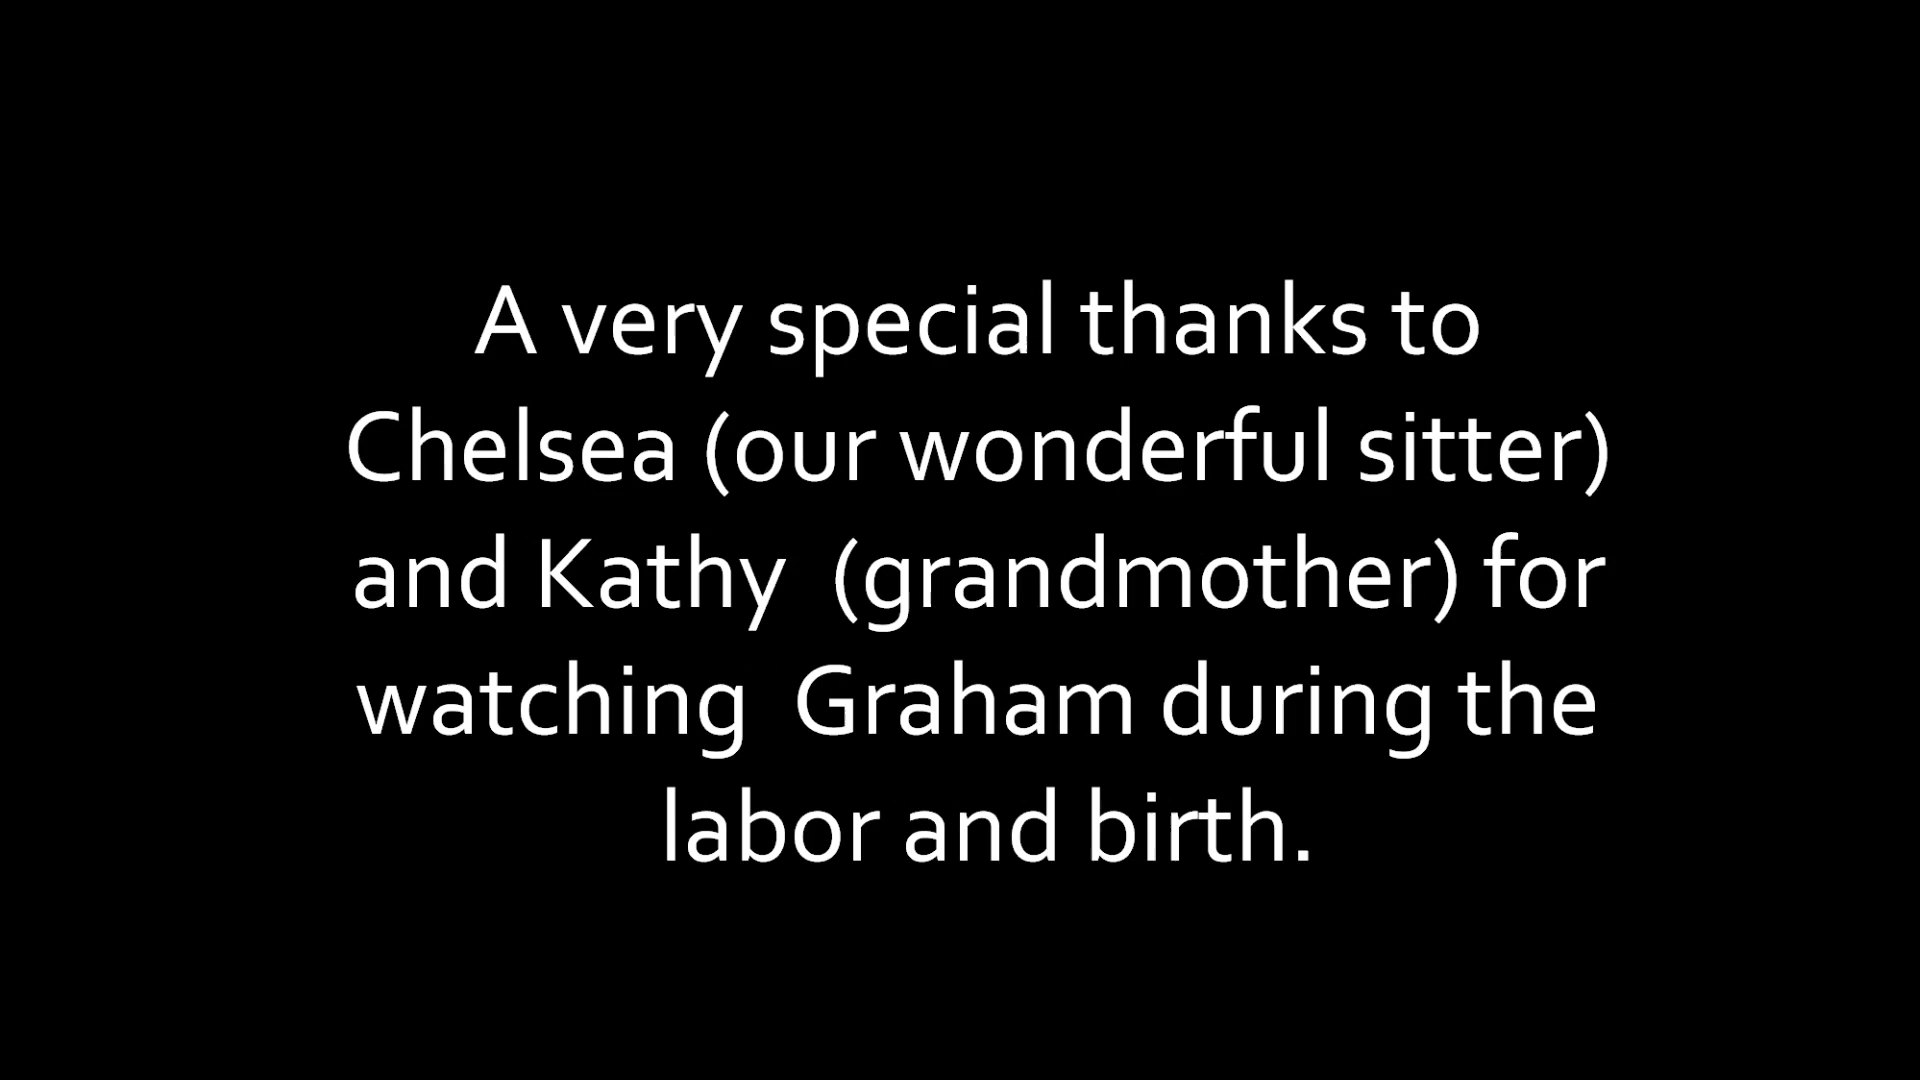 A very special thanks to
Chelsea (our wonderful sitter)
and Kathy  (grandmother) for
watching  Graham during the
labor and birth.